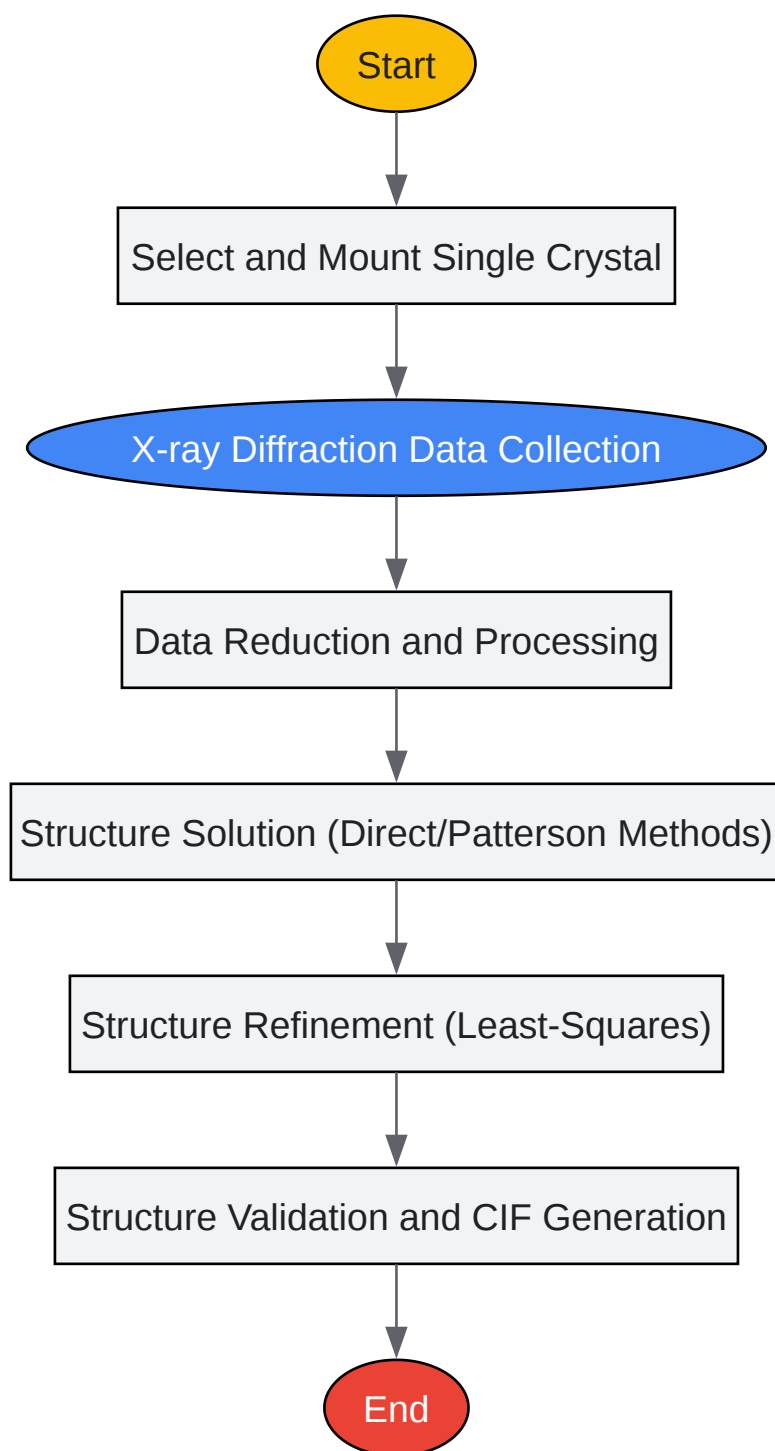 Start
Select and Mount Single Crystal
X-ray Diffraction Data Collection
Data Reduction and Processing
Structure Solution (Direct/Patterson Methods)
Structure Refinement (Least-Squares)
Structure Validation and CIF Generation
End